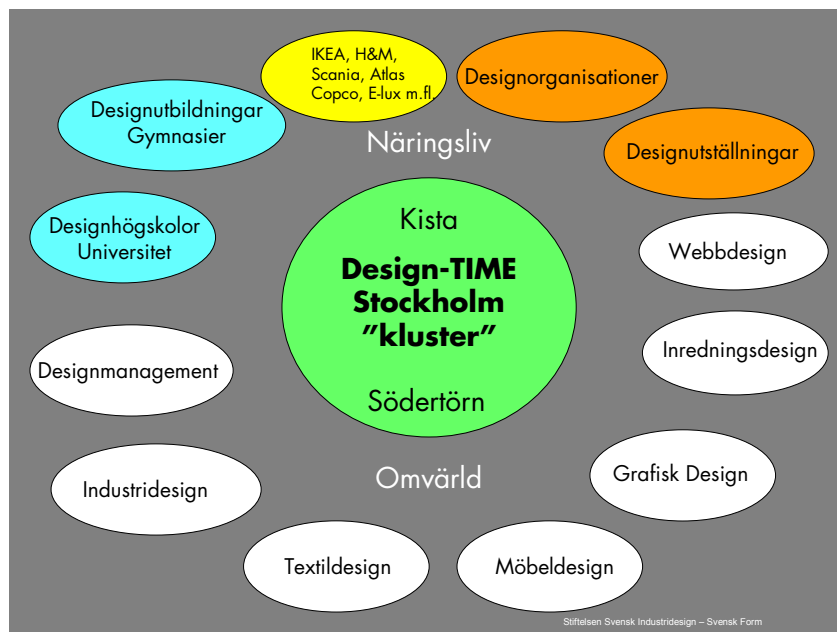 IKEA, H&M,
Scania, Atlas
Copco, E-lux m.fl.
Designorganisationer
Designutbildningar
Gymnasier
Näringsliv
Designutställningar
Designhögskolor
Universitet
Kista
Design-TIME
Stockholm
”kluster”
Södertörn
Webbdesign
Inredningsdesign
Designmanagement
Omvärld
Grafisk Design
Industridesign
Textildesign
Möbeldesign
Stiftelsen Svensk Industridesign – Svensk Form